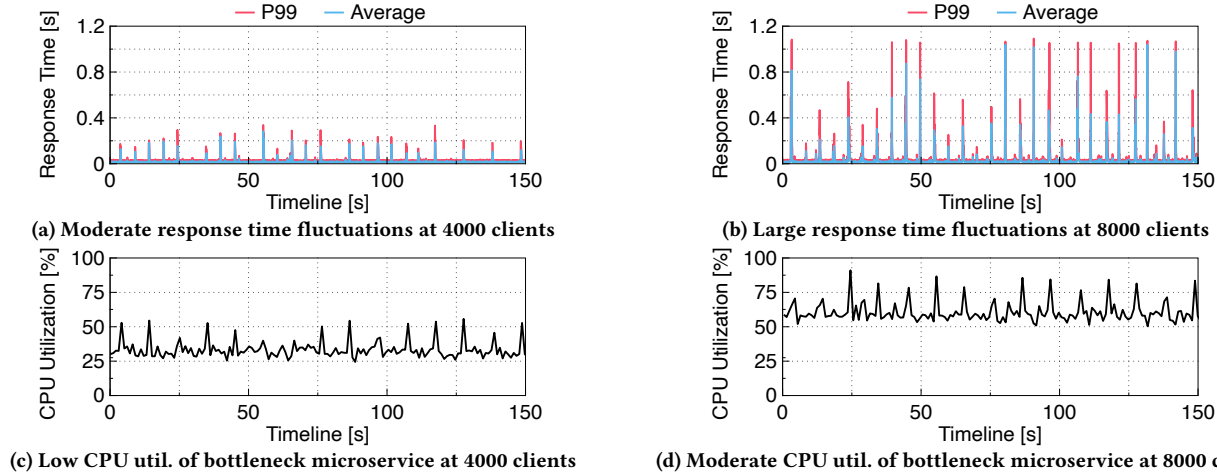 P99 Average
1.2
0.8
0.4
0
Response Time [s]
0 50 100 150
Timeline [s]
(a) Moderate response time fluctuations at 4000 clients
P99 Average
1.2
0.8
0.4
0
Response Time [s]
0 50 100 150
Timeline [s]
(b) Large response time fluctuations at 8000 clients
100
75
50
25
0
CPU Utilization [%]
0 50 100 150
Timeline [s]
(c) Low CPU util. of bottleneck microservice at 4000 clients
100
75
50
25
0
CPU Utilization [%]
0 25 50 75 100 125 150
Timeline [s]
(d) Moderate CPU util. of bottleneck microservice at 8000 c